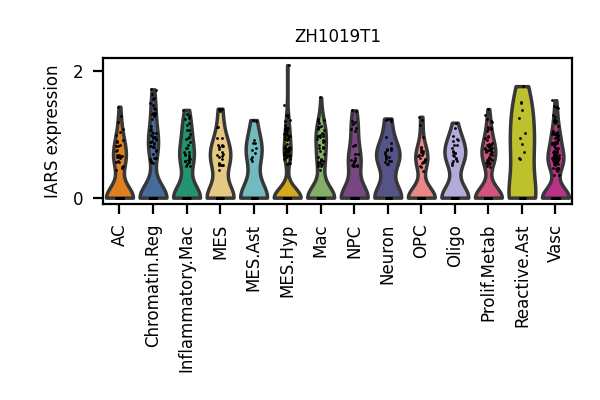 ZH1019T1
IARS expression
2
0
AC
Chromatin.Reg
Inflammatory.Mac
MES
MES.Ast
MES.Hyp
Mac
NPC
Neuron
OPC
Oligo
Prolif.Metab
Reactive.Ast
Vasc